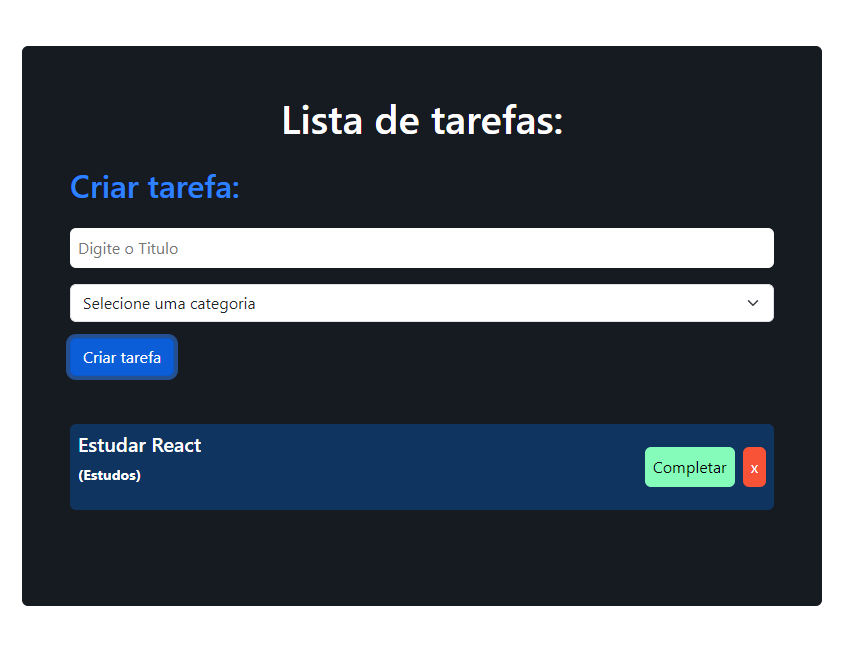 Lista de tarefas:
Criar tarefa:
Digite o Titulo
Selecione uma categoria
Criar tarefa
Estudar React
(Estudos)
Completar
x